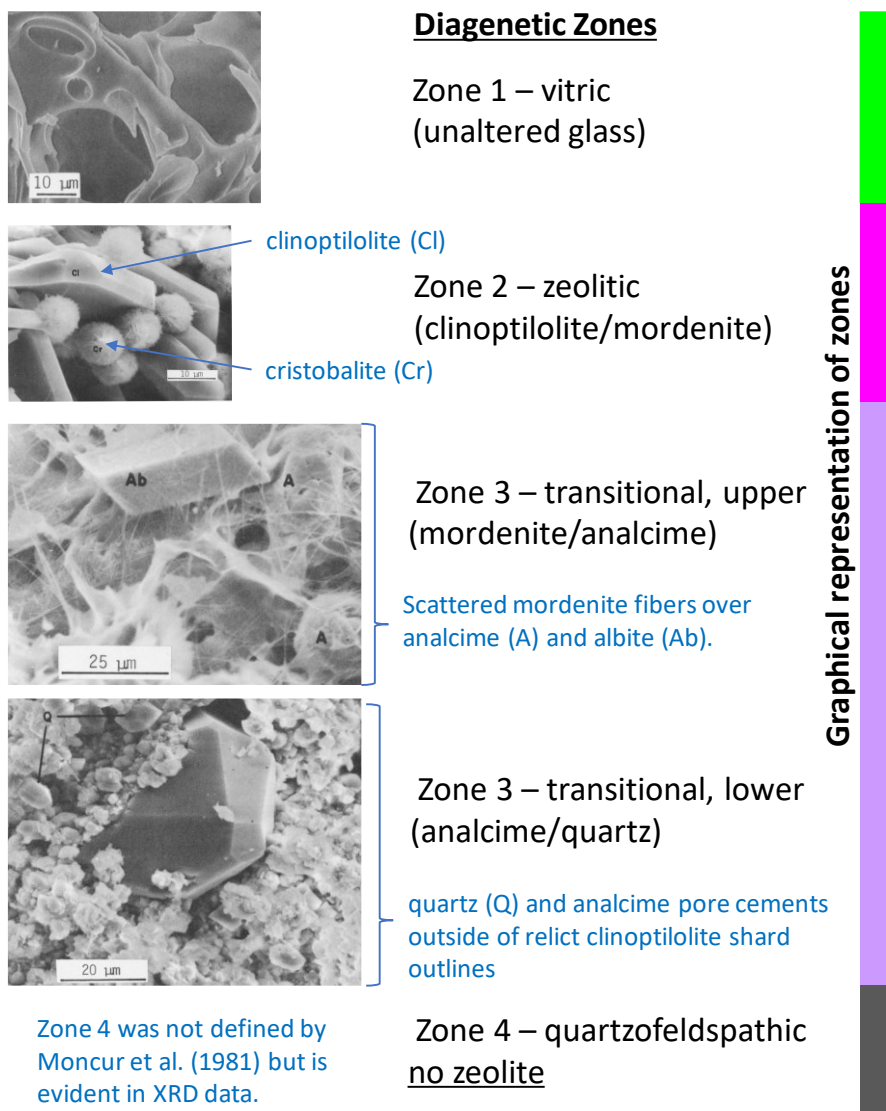 Diagenetic Zones
Zone 1 – vitric
(unaltered glass)
10 μm
clinoptilolite (Cl)
Cl
Zone 2 – zeolitic
(clinoptilolite/mordenite)
Cr
10 μm
cristobalite (Cr)
Ab
A
Zone 3 – transitional, upper
(mordenite/analcime)
Scattered mordenite fibers over
analcime (A) and albite (Ab).
A
25 μm
Q
Zone 3 – transitional, lower
(analcime/quartz)
quartz (Q) and analcime pore cements
outside of relict clinoptilolite shard
outlines
20 μm
Zone 4 was not defined by
Moncur et al. (1981) but is
evident in XRD data.
Zone 4 – quartzofeldspathic
no zeolite
Graphical representation of zones